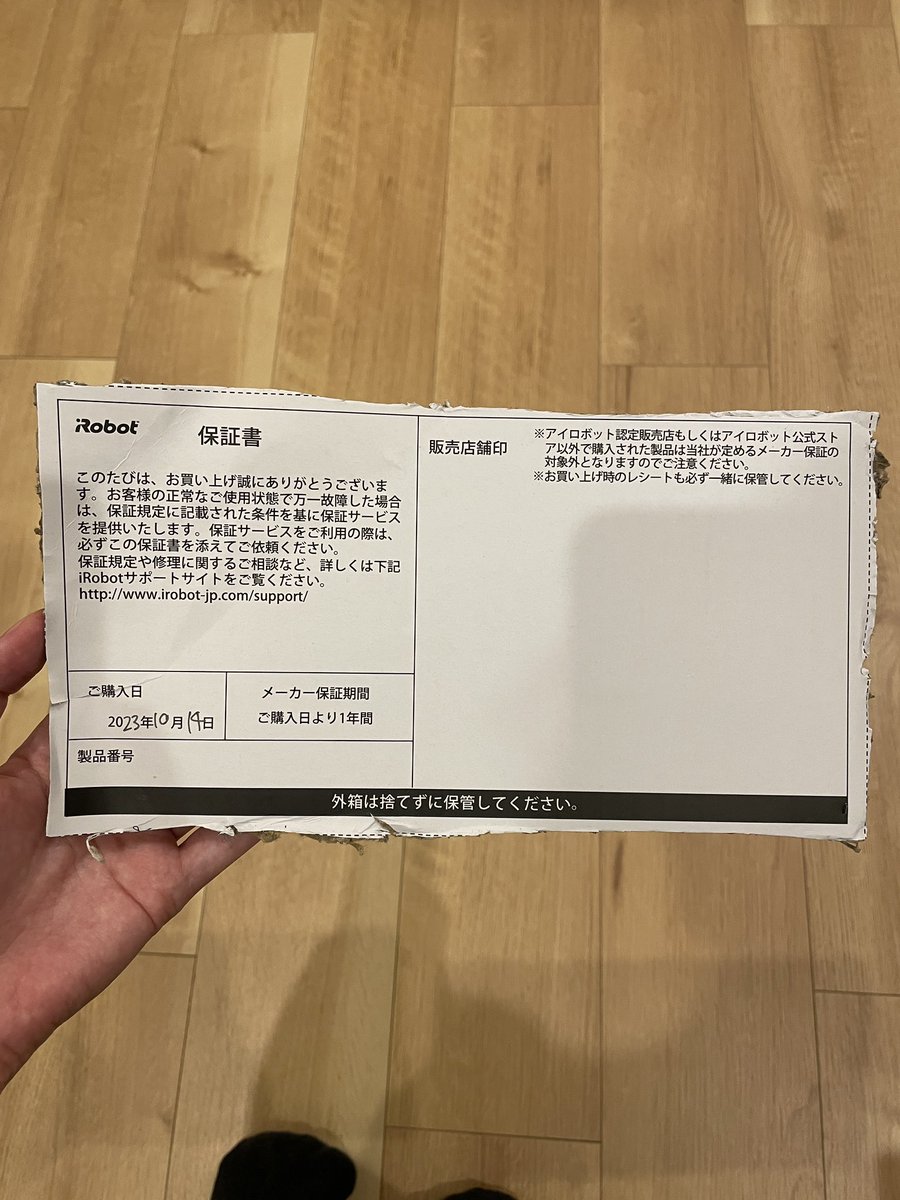 iRobot
保証書
このたびは、お買い上げ誠にありがとうございま
す。お客様の正常なご使用状態で万一故障した場合
は、保証規定に記載された条件を基に保証サービス
を提供いたします。保証サービスをご利用の際は、
必ずこの保証書を添えてご依頼ください。
保証規定や修理に関するご相談など、詳しくは下記
iRobotサポートサイトをご覧ください。
http://www.irobot-jp.com/support/
ご購入日
2023年10月14日
メーカー保証期間
ご購入日より1年間
製品番号
販売店舗印
※アイロボット認定販売店もしくはアイロボット公式スト
ア以外で購入された製品は当社が定めるメーカー保証の
対象外となりますのでご注意ください。
※お買い上げ時のレシートも必ず一緒に保管してください。
外箱は捨てずに保管してください。